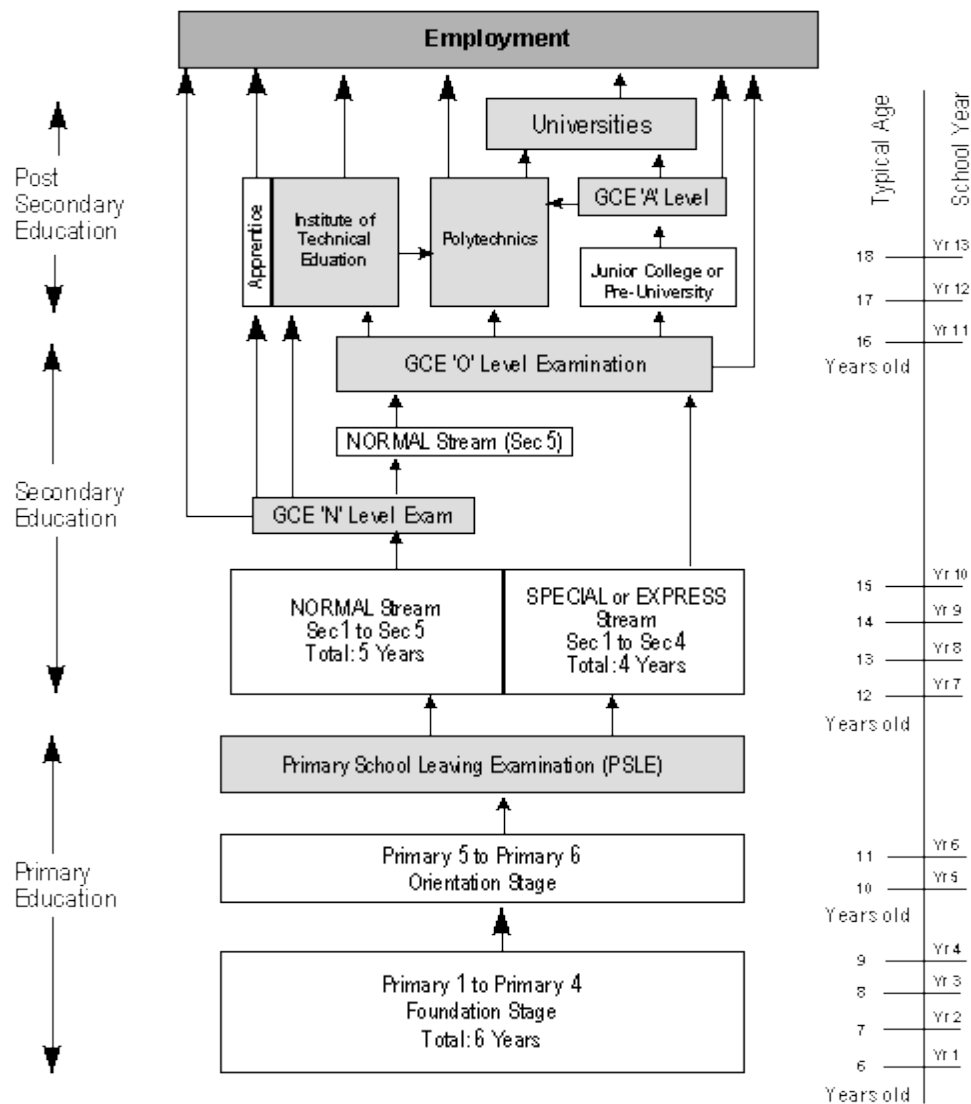 Employment
Universities
Typical Age
School Year
Post
Secondary
Education
Apprentice
Institute of
Technical
Eduation
Polytechnics
GCE 'A' Level
Junior College or
Pre-University
18
Yr 13
17
Yr 12
16
Yr 11
Years old
GCE 'O' Level Examination
NORMAL Stream (Sec 5)
Secondary
Education
GCE 'N' Level Exam
NORMAL Stream
Sec 1 to Sec 5
Total: 5 Years
SPECIAL or EXPRESS
Stream
Sec 1 to Sec 4
Total: 4 Years
15
Yr 10
14
Yr 9
13
Yr 8
12
Yr 7
Years old
Primary School Leaving Examination (PSLE)
Primary
Education
Primary 5 to Primary 6
Orientation Stage
11
Yr 6
10
Yr 5
Years old
Primary 1 to Primary 4
Foundation Stage
Total: 6 Years
9
Yr 4
8
Yr 3
7
Yr 2
6
Yr 1
Years old